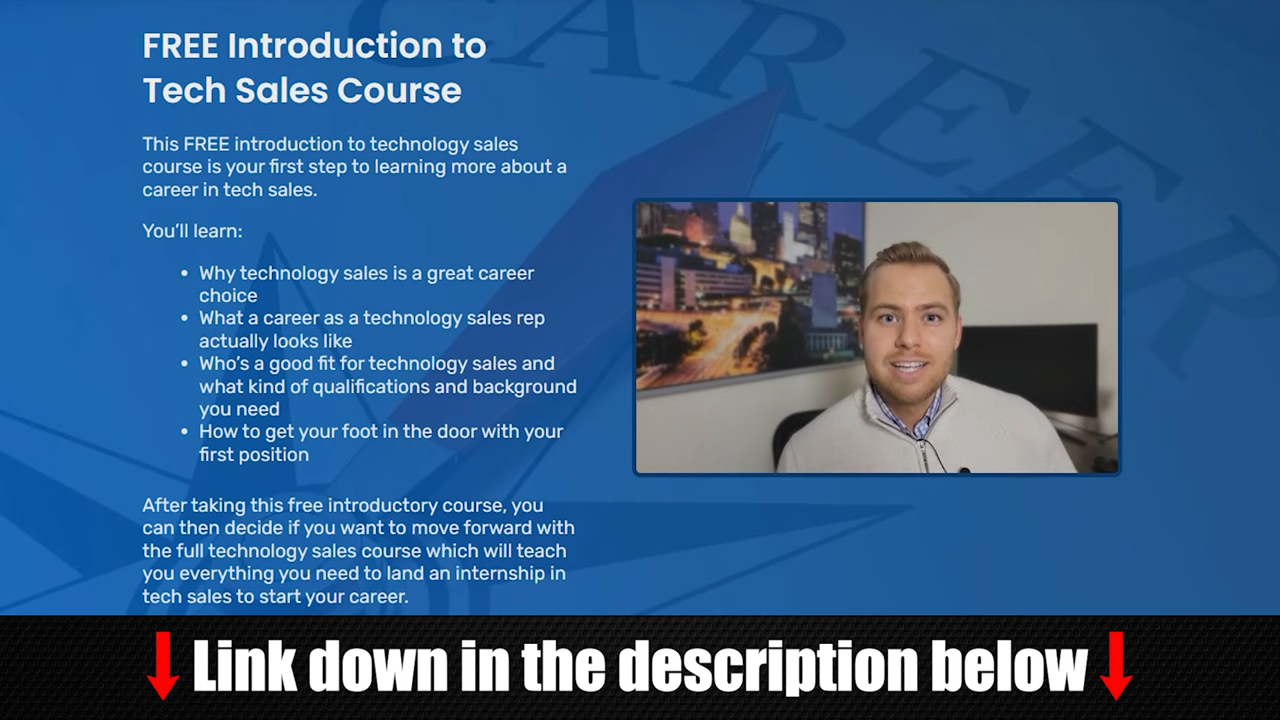 CAREER
FREE Introduction to
Tech Sales Course
This FREE introduction to technology sales
course is your first step to learning more about a
career in tech sales.
You'll learn:
• Why technology sales is a great career
choice
• What a career as a technology sales rep
actually looks like
• Who's a good fit for technology sales and
what kind of qualifications and background
you need
• How to get your foot in the door with your
first position
After taking this free introductory course, you
can then decide if you want to move forward with
the full technology sales course which will teach
you everything you need to land an internship in
tech sales to start your career.
Link down in the description below